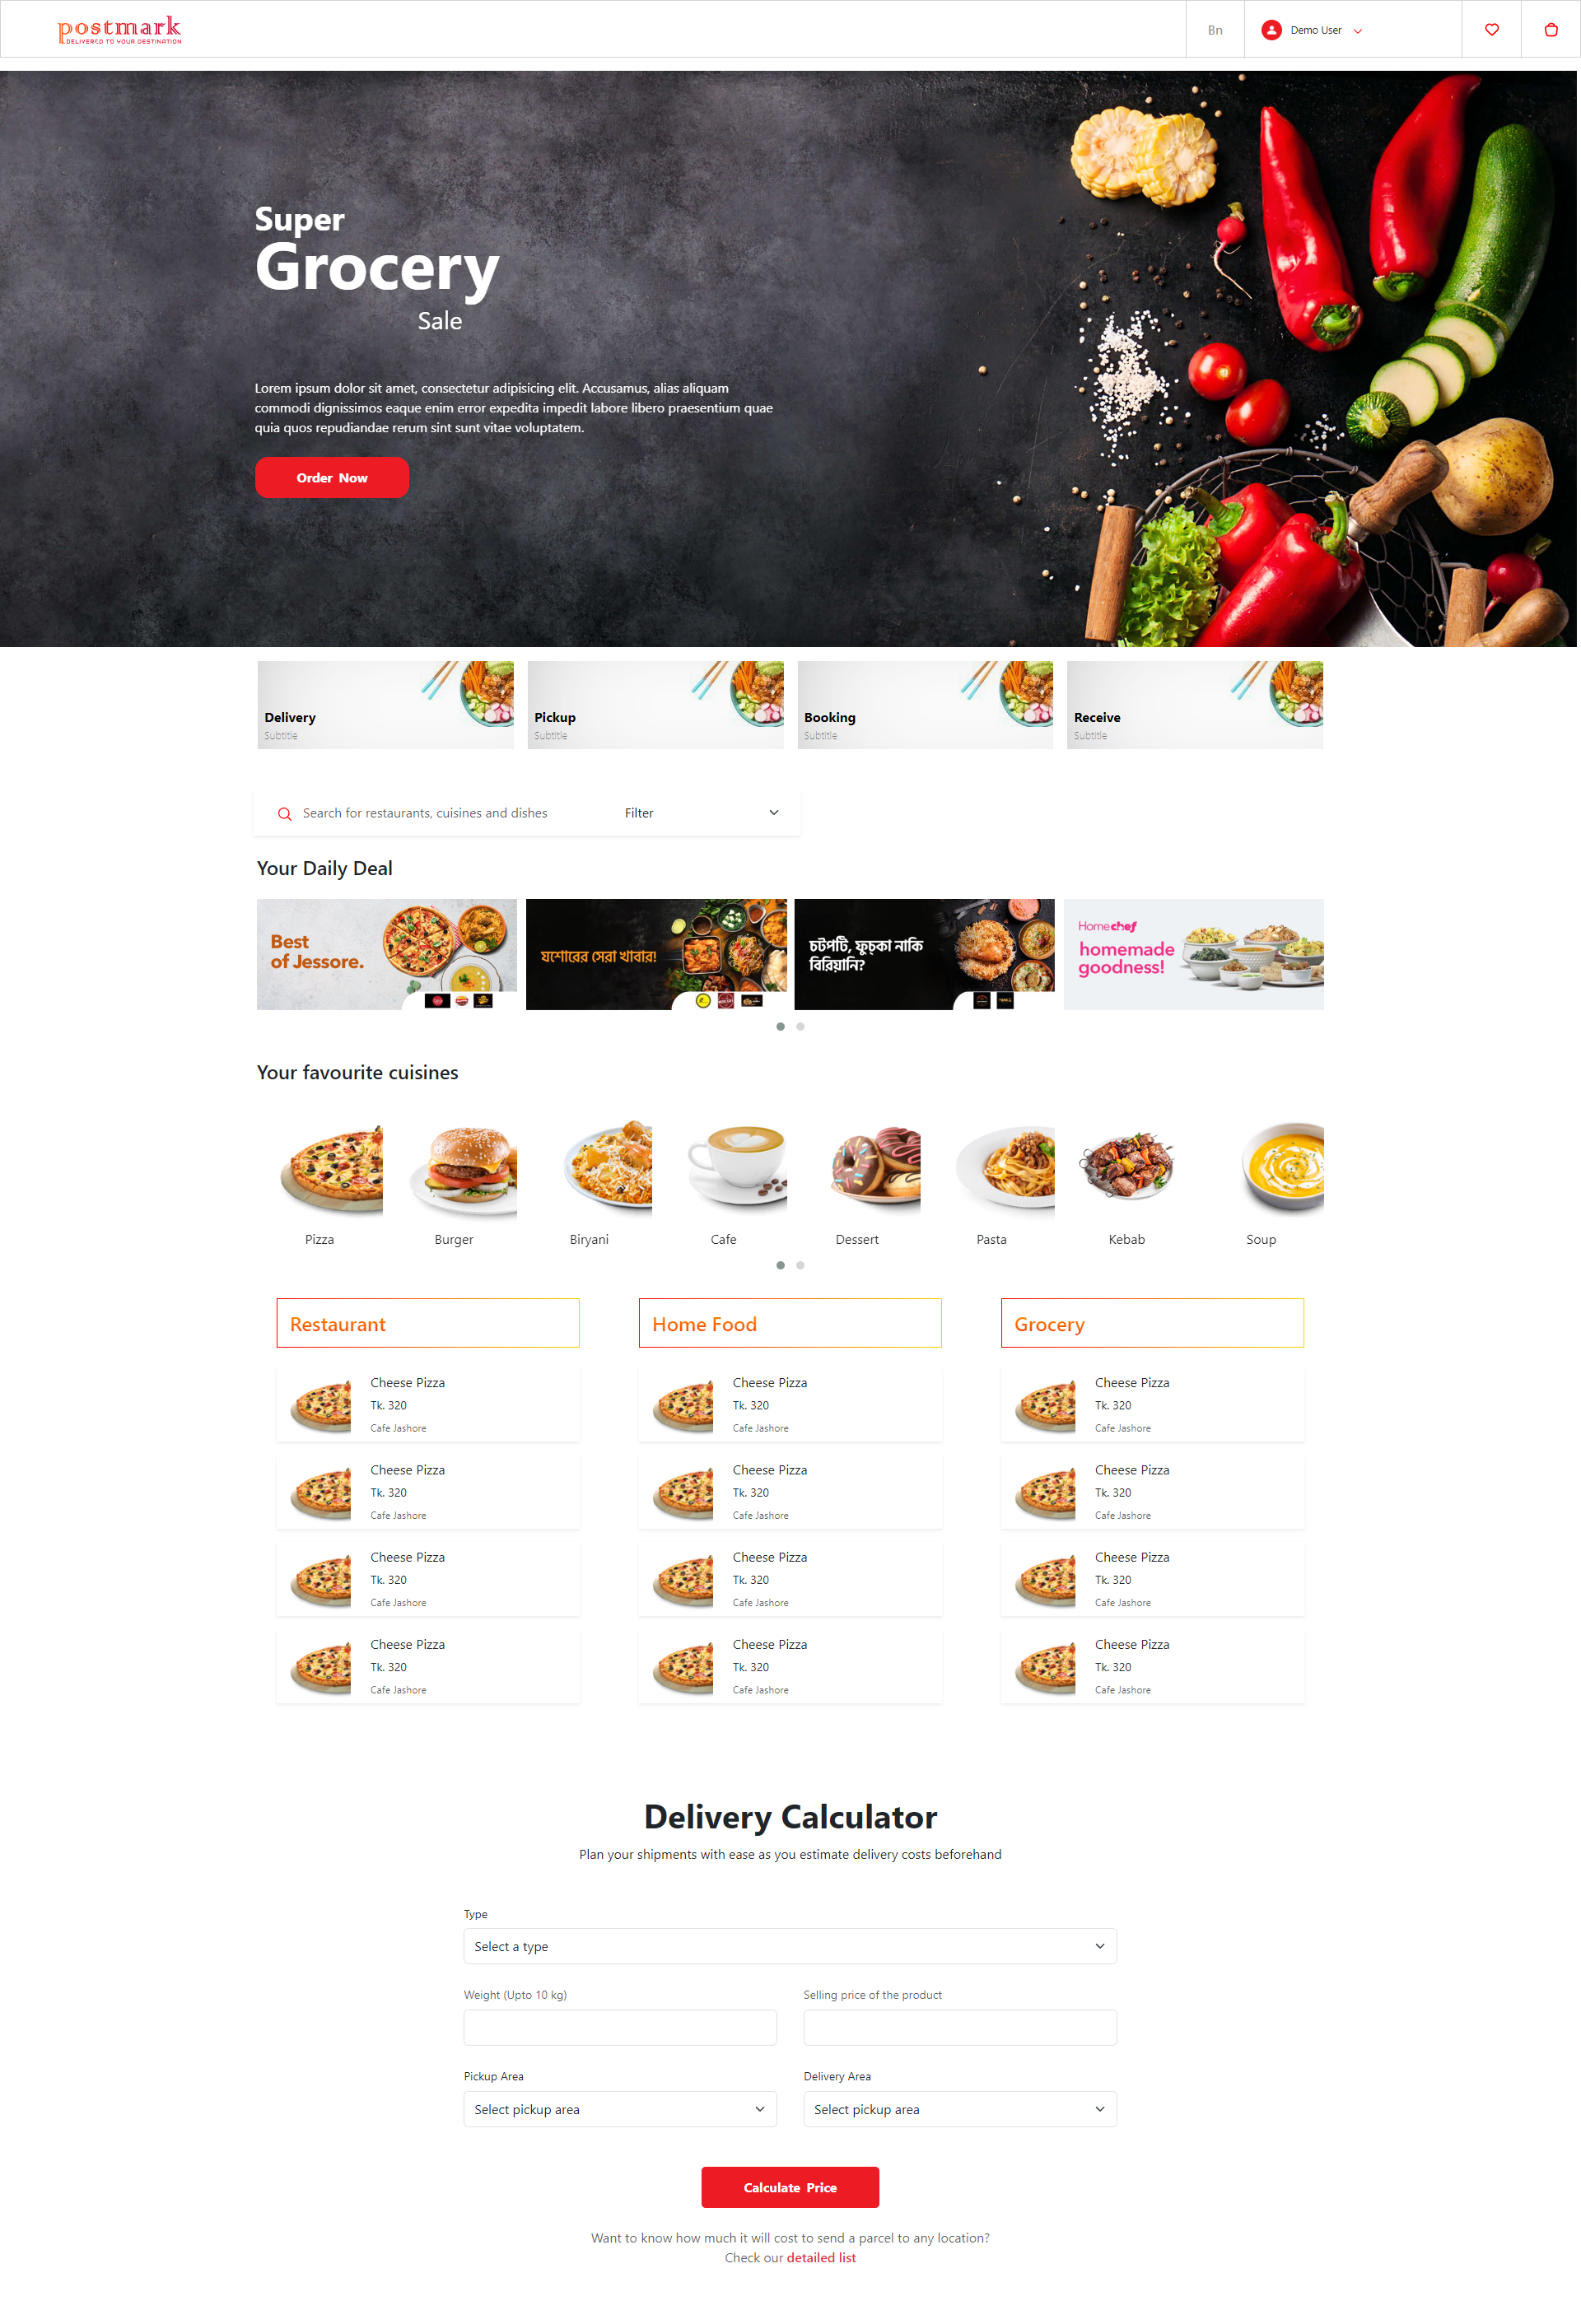 postmark
DELIVERED TO YOUR DESTINATION
Bn
Demo User
Super
Grocery
Sale
Lorem ipsum dolor sit amet, consectetur adipisicing elit. Accusamus, alias aliquam
commodi dignissimos eaque enim error expedita impedit labore libero praesentium quae
quia quos repudiandae rerum sint sunt vitae voluptatem.
Order Now
Delivery
Subtitle
Pickup
Subtitle
Booking
Subtitle
Receive
Subtitle
Search for restaurants, cuisines and dishes
Filter
Your Daily Deal
Best
of Jessore.
যশোরের সেরা খাবার!
চটপটি, ফুচ্কা নাকি
বিরিয়ানি?
Homechef
homemade
goodness!
Your favourite cuisines
Pizza
Burger
Biryani
Cafe
Dessert
Pasta
Kebab
Soup
Restaurant
Cheese Pizza
Tk. 320
Cafe Jashore
Cheese Pizza
Tk. 320
Cafe Jashore
Cheese Pizza
Tk. 320
Cafe Jashore
Cheese Pizza
Tk. 320
Cafe Jashore
Home Food
Cheese Pizza
Tk. 320
Cafe Jashore
Cheese Pizza
Tk. 320
Cafe Jashore
Cheese Pizza
Tk. 320
Cafe Jashore
Cheese Pizza
Tk. 320
Cafe Jashore
Grocery
Cheese Pizza
Tk. 320
Cafe Jashore
Cheese Pizza
Tk. 320
Cafe Jashore
Cheese Pizza
Tk. 320
Cafe Jashore
Cheese Pizza
Tk. 320
Cafe Jashore
Delivery Calculator
Plan your shipments with ease as you estimate delivery costs beforehand
Type
Select a type
Weight (Upto 10 kg)
Selling price of the product
Pickup Area
Select pickup area
Delivery Area
Select pickup area
Calculate Price
Want to know how much it will cost to send a parcel to any location?
Check our detailed list